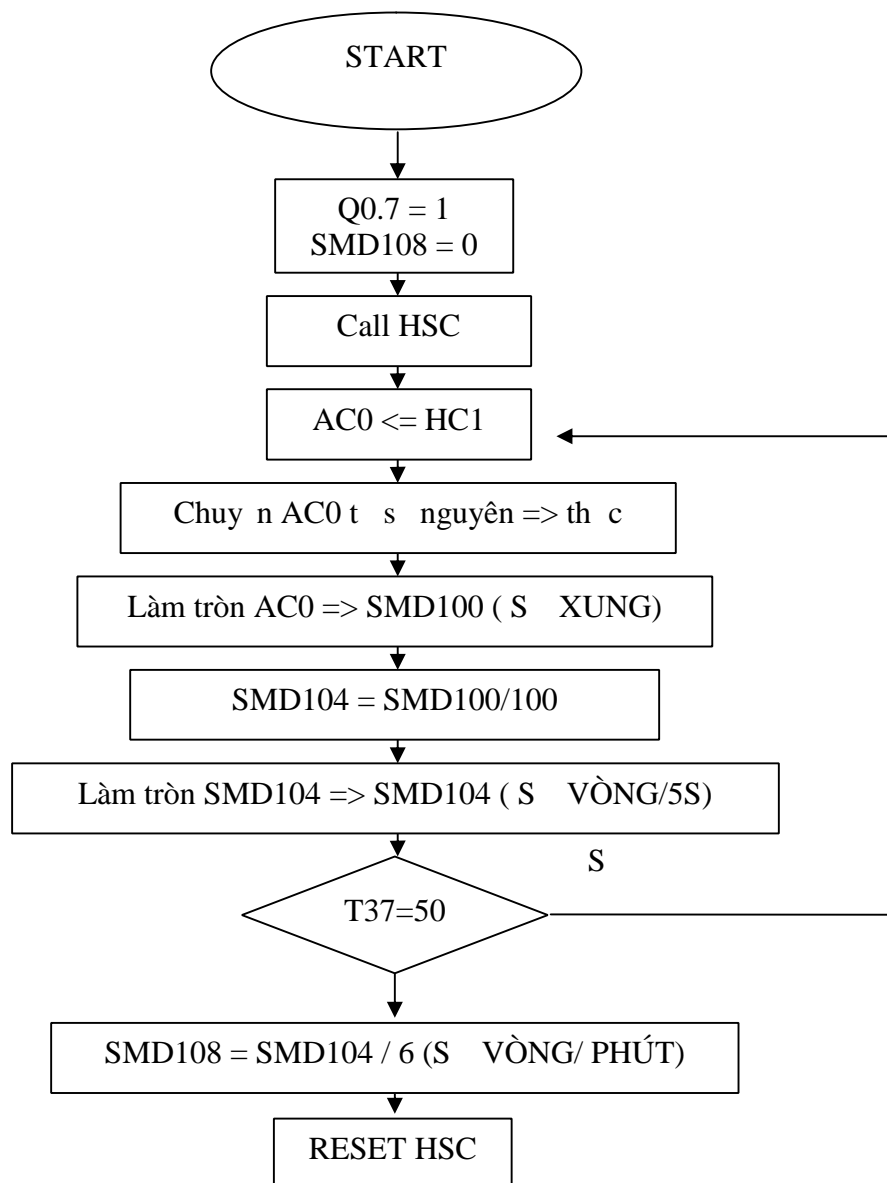 START
Q0.7 = 1
SMD108 = 0
Call HSC
AC0 <= HC1
Chuy n AC0 t s nguyên => th c
Làm tròn AC0 => SMD100 ( S XUNG)
SMD104 = SMD100/100
Làm tròn SMD104 => SMD104 ( S VÒNG/5S)
S
T37=50
SMD108 = SMD104 / 6 (S VÒNG/ PHÚT)
RESET HSC